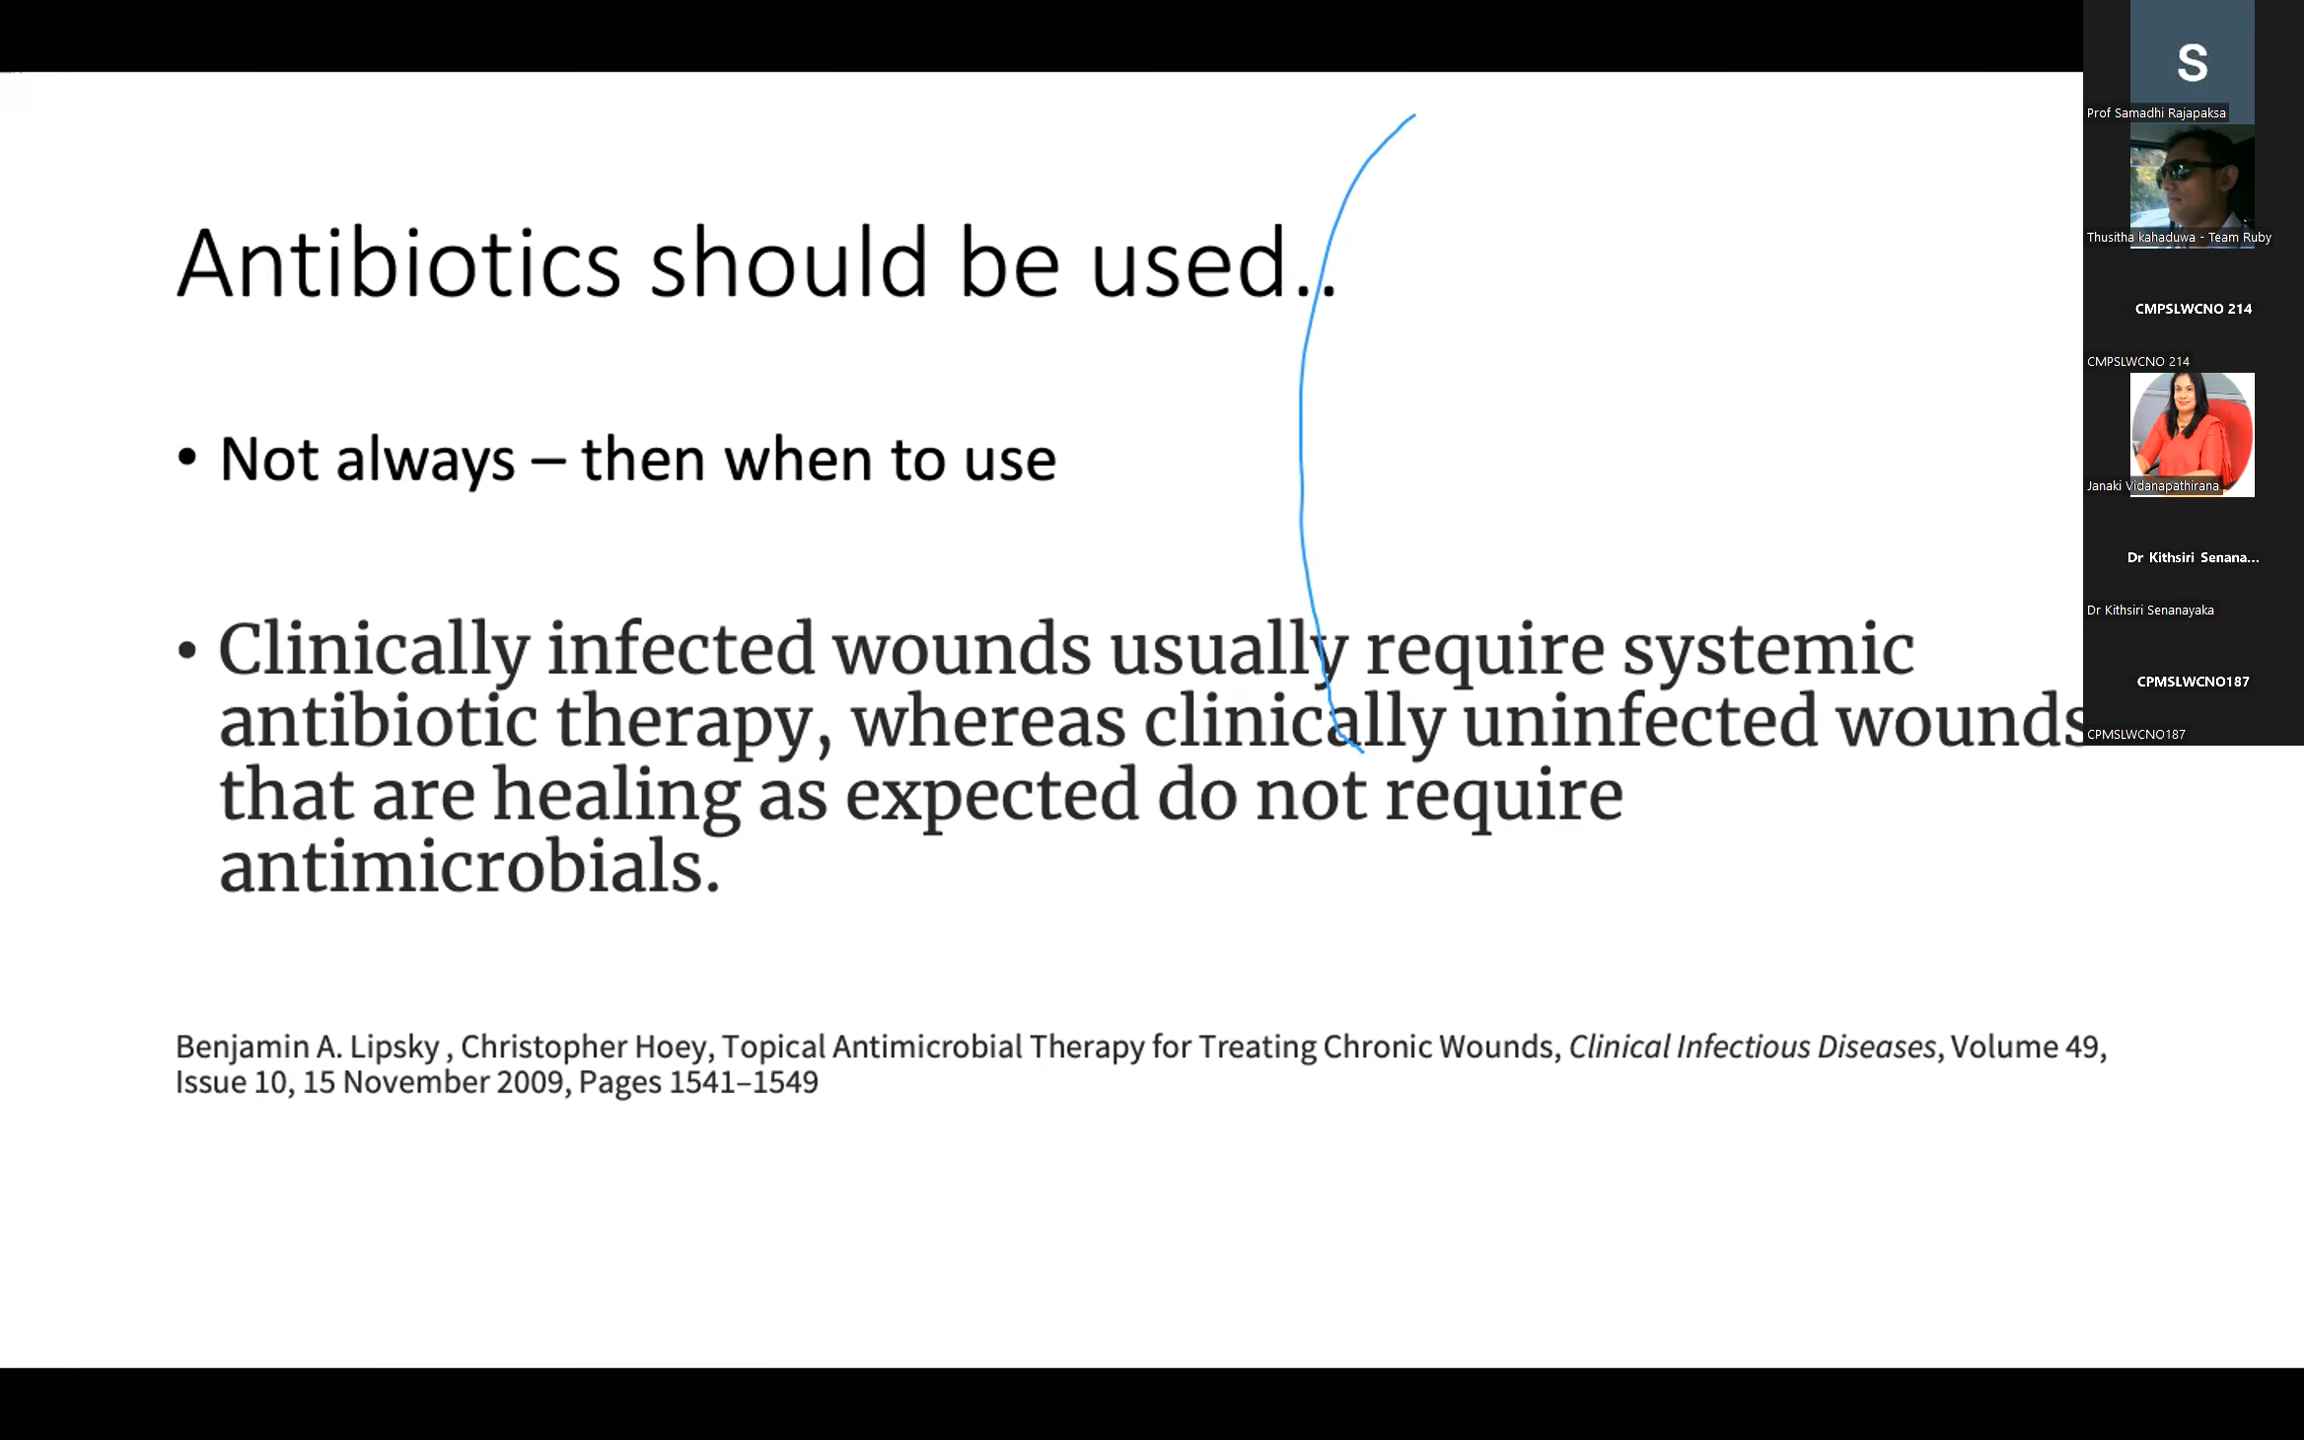 Antibiotics should be used..
• Not always – then when to use
• Clinically infected wounds usually require systemic
antibiotic therapy, whereas clinically uninfected wounds
that are healing as expected do not require
antimicrobials.
Benjamin A. Lipsky , Christopher Hoey, Topical Antimicrobial Therapy for Treating Chronic Wounds, Clinical Infectious Diseases, Volume 49,
Issue 10, 15 November 2009, Pages 1541–1549
S
Prof Samadhi Rajapaksa
Thusitha kahaduwa - Team Ruby
CMPSLWCNO 214
CMPSLWCNO 214
Janaki Vidanapathirana
Dr Kithsiri Senana...
Dr Kithsiri Senanayaka
CPMSLWCNO187
CPMSLWCNO187